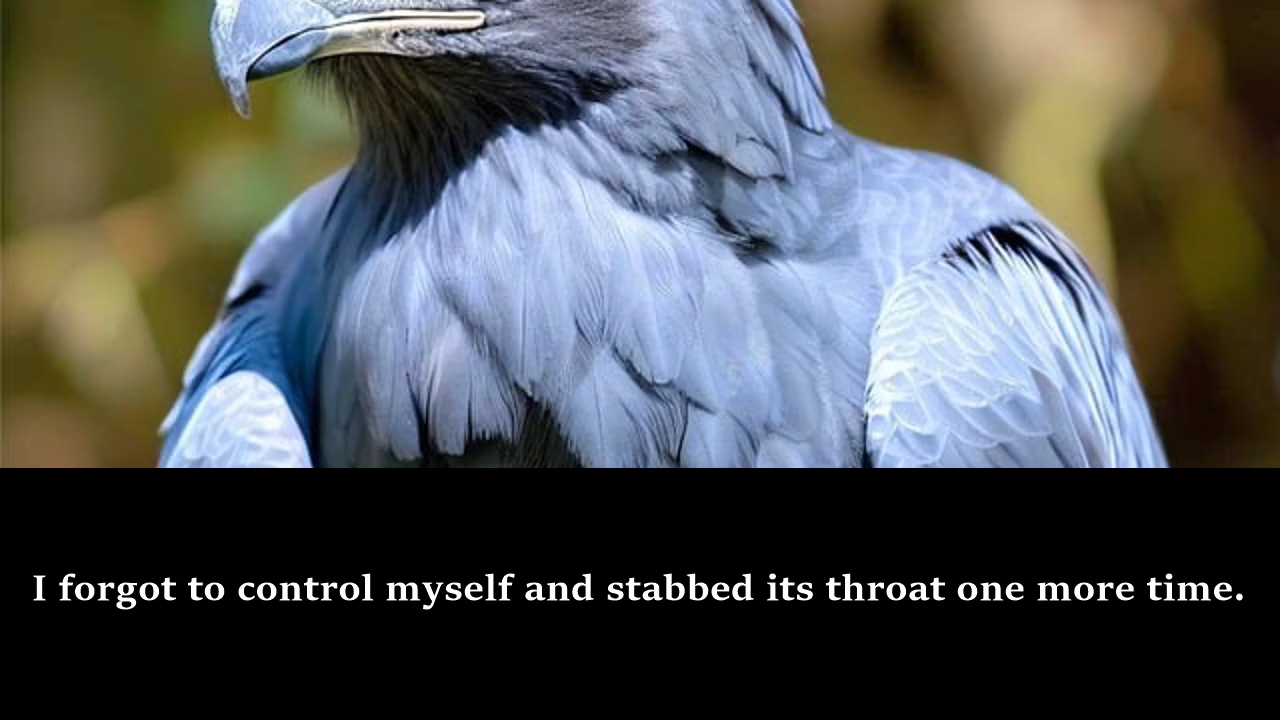 I forgot to control myself and stabbed its throat one more time.